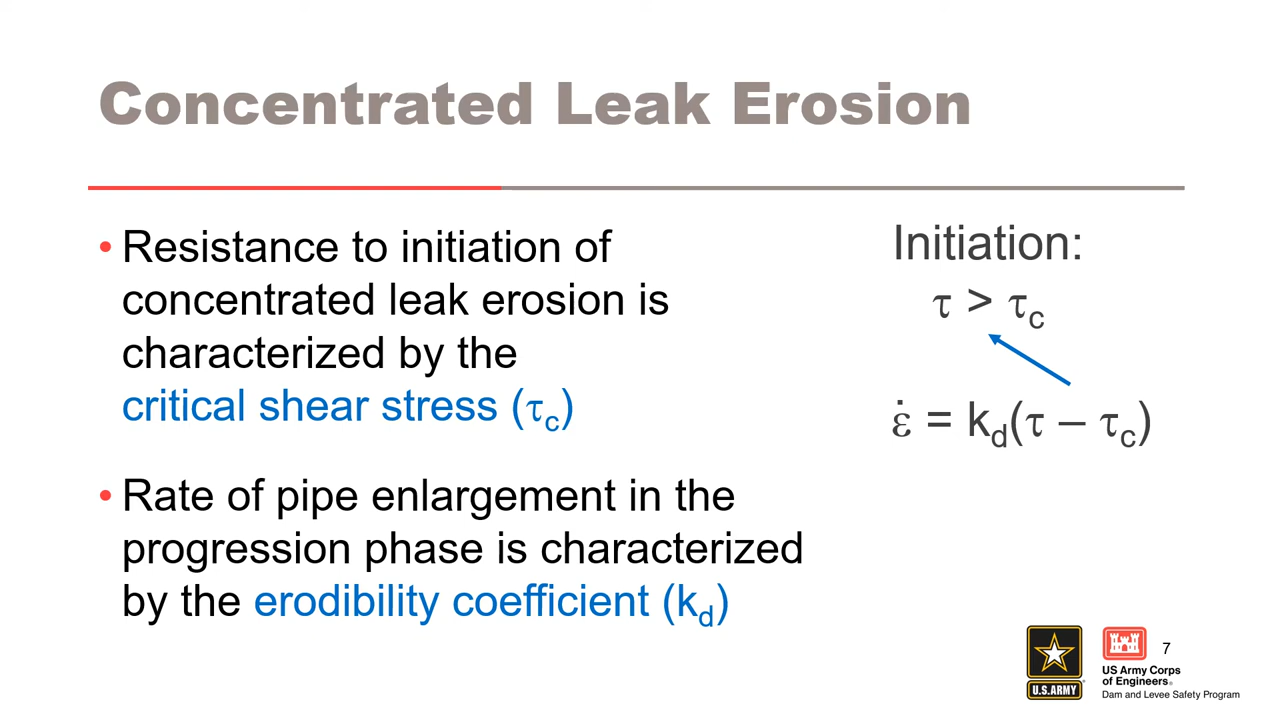 Concentrated Leak Erosion
• Resistance to initiation of
concentrated leak erosion is
characterized by the
critical shear stress (τc)
• Rate of pipe enlargement in the
progression phase is characterized
by the erodibility coefficient (kd)
Initiation:
τ > τc
ε̇ = kd(τ – τc)
U.S.ARMY
US Army Corps
of Engineers®
Dam and Levee Safety Program
7